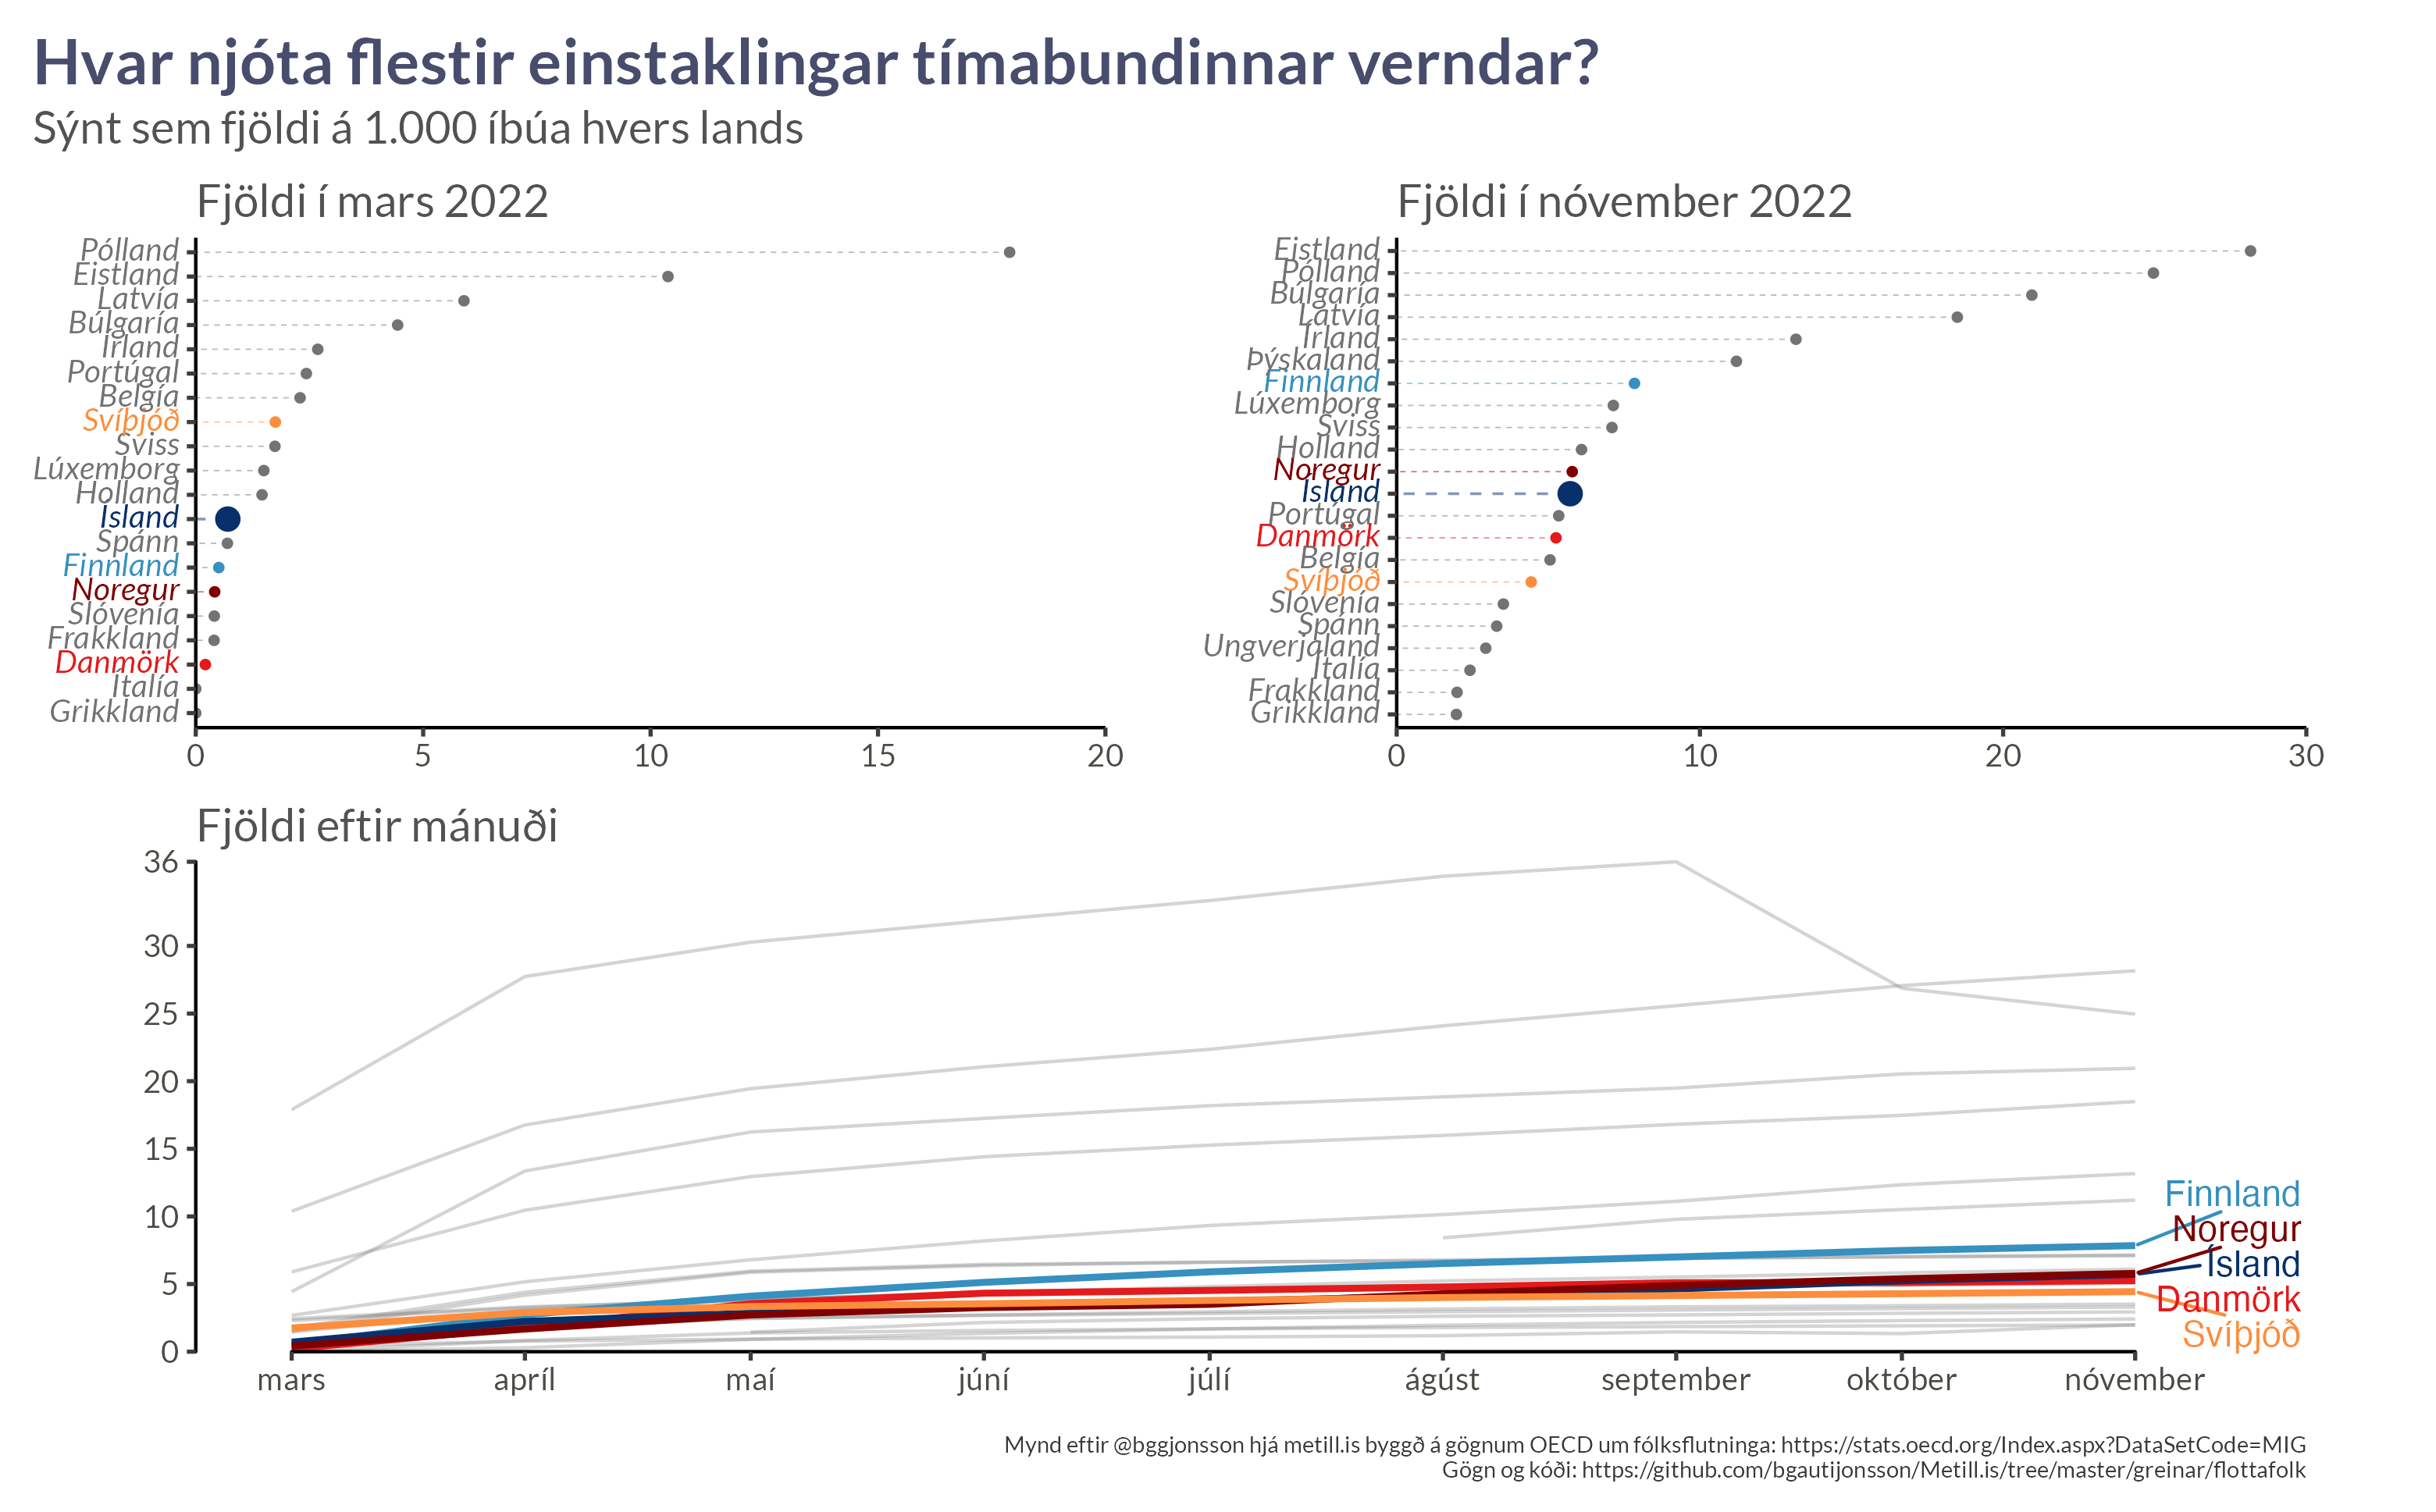 Hvar njóta flestir einstaklingar tímabundinnar verndar?
Sýnt sem fjöldi á 1.000 íbúa hvers lands
Fjöldi í mars 2022
Pólland
Eistland
Latvía
Búlgaría
Írland
Portúgal
Belgía
Svíþjóð
Sviss
Lúxemborg
Holland
Ísland
Spánn
Finnland
Noregur
Slóvenía
Frakkland
Danmörk
Ítalía
Grikkland
0 5 10 15 20
Fjöldi í nóvember 2022
Eistland
Pólland
Búlgaría
Latvía
Írland
Þýskaland
Finnland
Lúxemborg
Sviss
Holland
Noregur
Ísland
Portúgal
Danmörk
Belgía
Svíþjóð
Slóvenía
Spánn
Ungverjaland
Ítalía
Frakkland
Grikkland
0 10 20 30
Fjöldi eftir mánuði
36
30
25
20
15
10
5
0
Finnland
Noregur
Ísland
Danmörk
Svíþjóð
mars apríl maí júní júlí ágúst september október nóvember
Mynd eftir @bggjonsson hjá metill.is byggð á gögnum OECD um fólksflutninga: https://stats.oecd.org/Index.aspx?DataSetCode=MIG
Gögn og kóði: https://github.com/bgautijonsson/Metill.is/tree/master/greinar/flottafolk